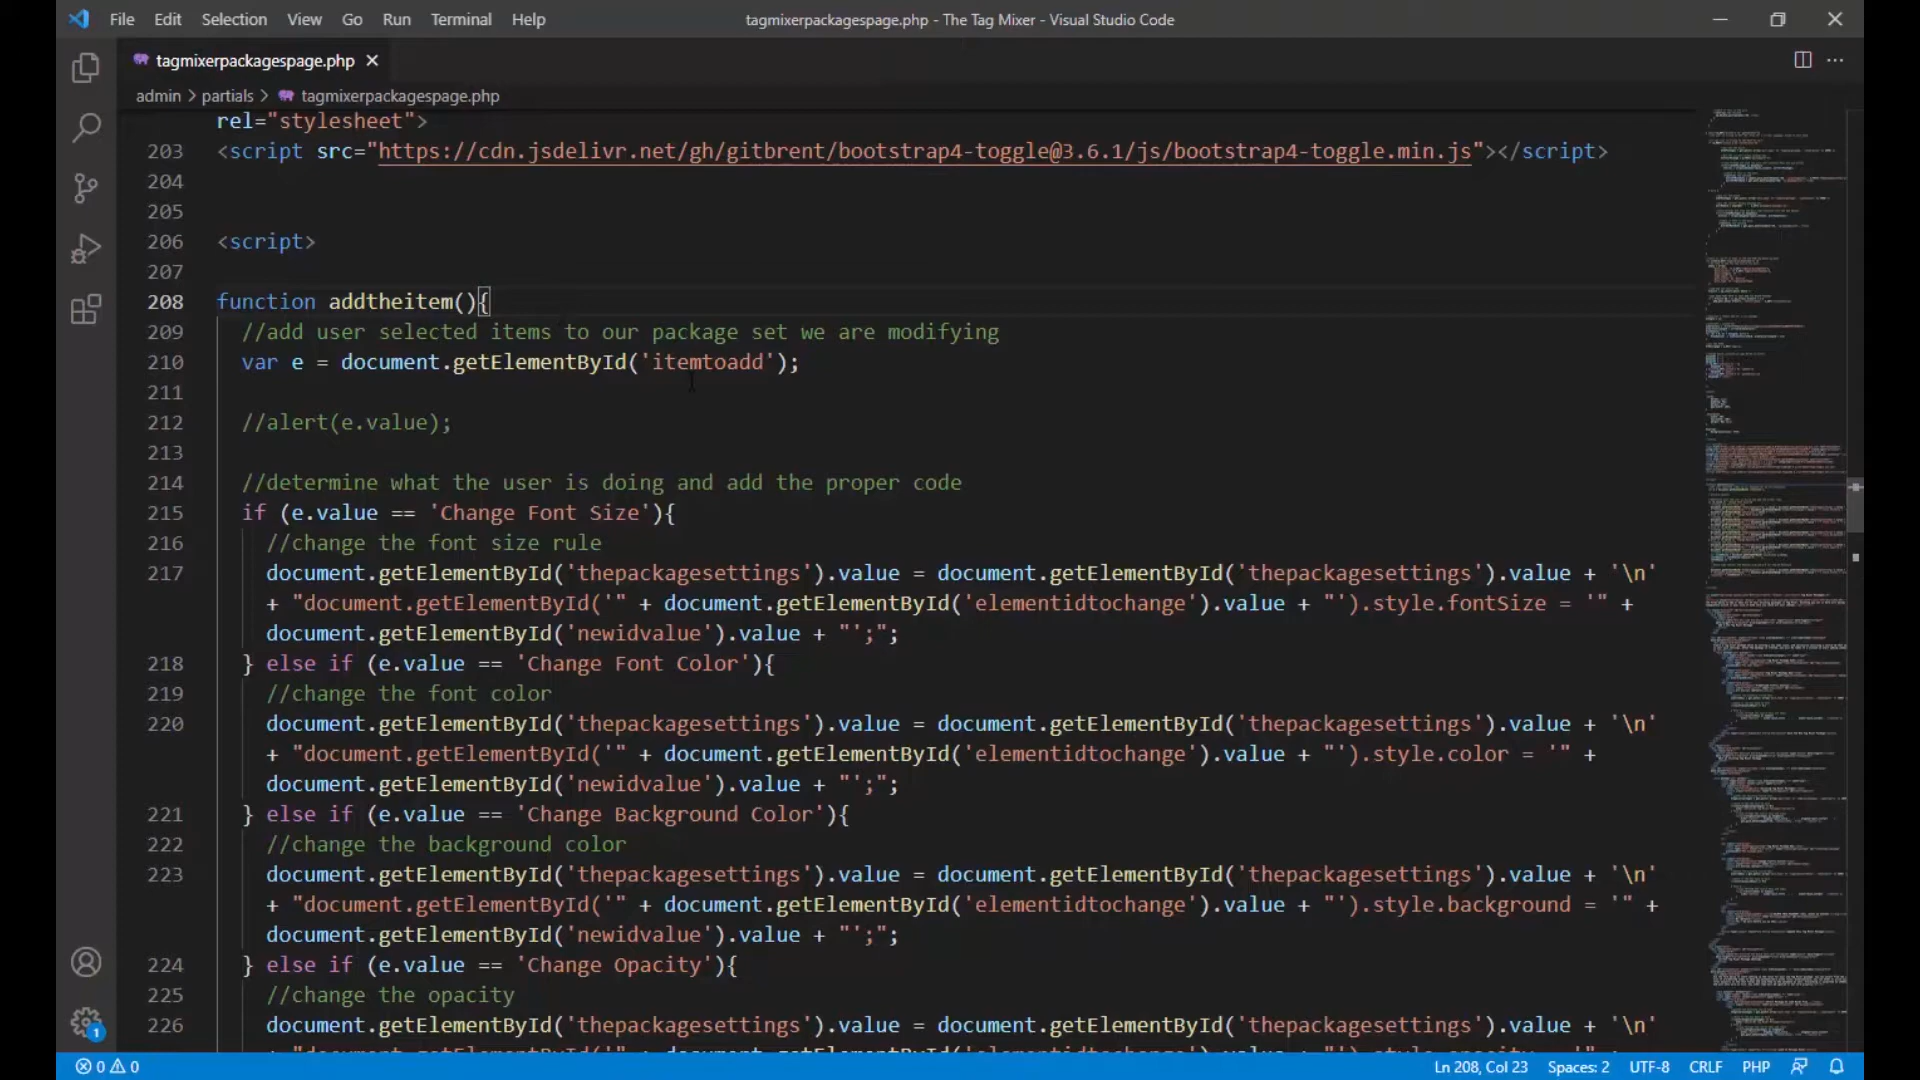 File Edit Selection View Go Run Terminal Help tagmixerpackagespage.php - The Tag Mixer - Visual Studio Code
tagmixerpackagespage.php
admin > partials > tagmixerpackagespage.php
rel="stylesheet">
203 <script src="https://cdn.jsdelivr.net/gh/gitbrent/bootstrap4-toggle@3.6.1/js/bootstrap4-toggle.min.js"></script>
204
205
206 <script>
207
208 function addtheitem(){
209 //add user selected items to our package set we are modifying
210 var e = document.getElementById('itemtoadd');
211
212 //alert(e.value);
213
214 //determine what the user is doing and add the proper code
215 if (e.value == 'Change Font Size'){
216 //change the font size rule
217 document.getElementById('thepackagesettings').value = document.getElementById('thepackagesettings').value + '\n'
+ "document.getElementById('" + document.getElementById('elementidtochange').value + "').style.fontSize = '" +
document.getElementById('newidvalue').value + "';";
218 } else if (e.value == 'Change Font Color'){
219 //change the font color
220 document.getElementById('thepackagesettings').value = document.getElementById('thepackagesettings').value + '\n'
+ "document.getElementById('" + document.getElementById('elementidtochange').value + "').style.color = '" +
document.getElementById('newidvalue').value + "';";
221 } else if (e.value == 'Change Background Color'){
222 //change the background color
223 document.getElementById('thepackagesettings').value = document.getElementById('thepackagesettings').value + '\n'
+ "document.getElementById('" + document.getElementById('elementidtochange').value + "').style.background = '" +
document.getElementById('newidvalue').value + "';";
224 } else if (e.value == 'Change Opacity'){
225 //change the opacity
226 document.getElementById('thepackagesettings').value = document.getElementById('thepackagesettings').value + '\n'
1
0 0 Ln 208, Col 23 Spaces: 2 UTF-8 CRLF PHP